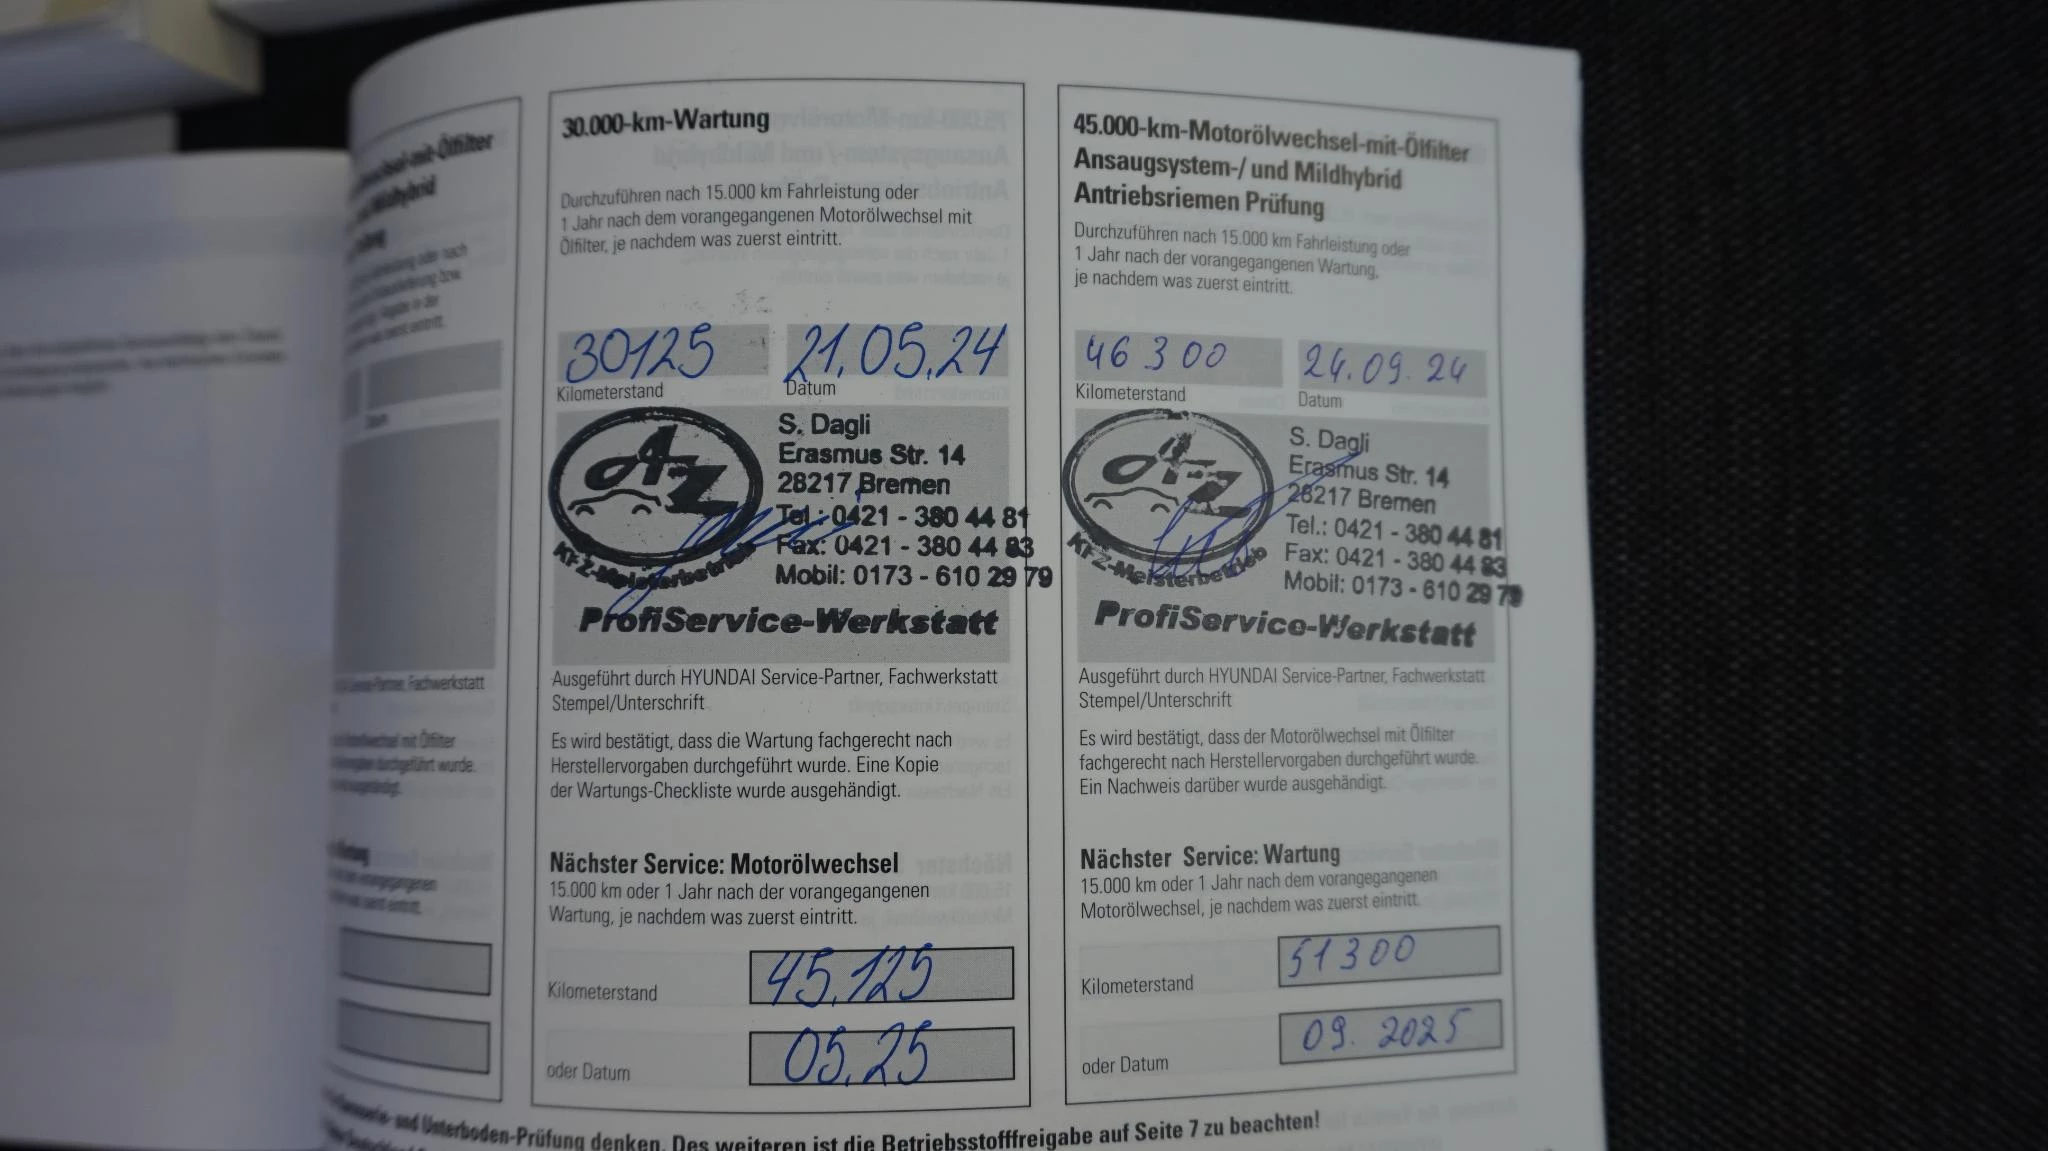 30.000-km-Wartung
Durchzuführen nach 15.000 km Fahrleistung oder
1 Jahr nach dem vorangegangenen Motorölwechsel mit
Ölfilter, je nachdem was zuerst eintritt.
30125
21.05.24
Kilometerstand
Datum
AZ
KFZ-Meisterbetrieb
S. Dagli
Erasmus Str. 14
28217 Bremen
Tel.: 0421 - 380 44 81
Fax: 0421 - 380 44 83
Mobil: 0173 - 610 29 79
ProfiService-Werkstatt
Ausgeführt durch HYUNDAI Service-Partner, Fachwerkstatt
Stempel/Unterschrift
Es wird bestätigt, dass die Wartung fachgerecht nach
Herstellervorgaben durchgeführt wurde. Eine Kopie
der Wartungs-Checkliste wurde ausgehändigt.
Nächster Service: Motorölwechsel
15.000 km oder 1 Jahr nach der vorangegangenen
Wartung, je nachdem was zuerst eintritt.
Kilometerstand 45.125
oder Datum 05.25
45.000-km-Motorölwechsel-mit-Ölfilter
Ansaugsystem-/ und Mildhybrid
Antriebsriemen Prüfung
Durchzuführen nach 15.000 km Fahrleistung oder
1 Jahr nach der vorangegangenen Wartung,
je nachdem was zuerst eintritt.
46300
24.09.24
Kilometerstand
Datum
AZ
KFZ-Meisterbetrieb
S. Dagli
Erasmus Str. 14
28217 Bremen
Tel.: 0421 - 380 44 81
Fax: 0421 - 380 44 83
Mobil: 0173 - 610 29 79
ProfiService-Werkstatt
Ausgeführt durch HYUNDAI Service-Partner, Fachwerkstatt
Stempel/Unterschrift
Es wird bestätigt, dass der Motorölwechsel mit Ölfilter
fachgerecht nach Herstellervorgaben durchgeführt wurde.
Ein Nachweis darüber wurde ausgehändigt.
Nächster Service: Wartung
15.000 km oder 1 Jahr nach dem vorangegangenen
Motorölwechsel, je nachdem was zuerst eintritt.
Kilometerstand 51300
oder Datum 09.2025
und Unterboden-Prüfung denken. Des weiteren ist die Betriebsstofffreigabe auf Seite 7 zu beachten!